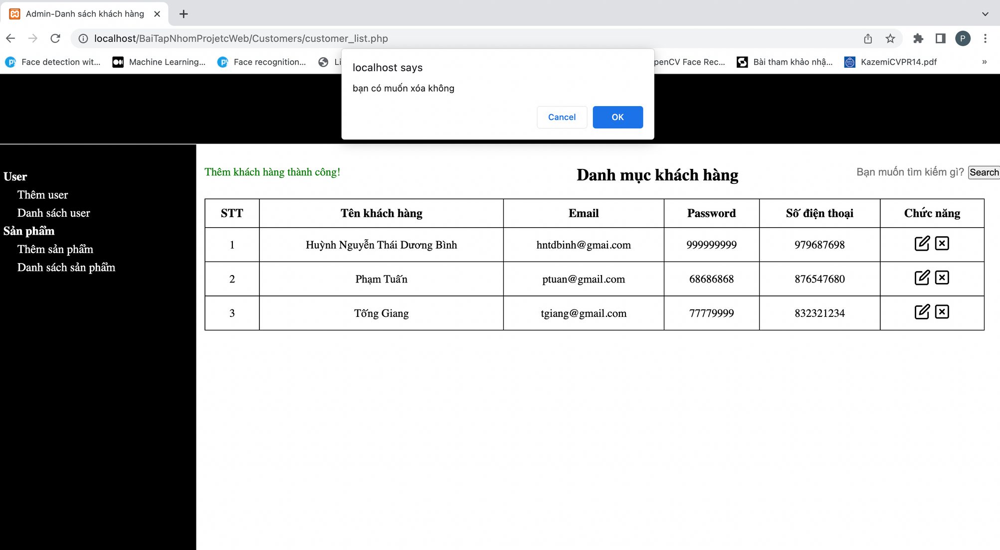 Admin-Danh sách khách hàng
localhost/BaiTapNhomProjetcWeb/Customers/customer_list.php
P
Face detection wit... Machine Learning... Face recognition... Li penCV Face Rec... Bài tham khảo nhậ... KazemiCVPR14.pdf »
localhost says
bạn có muốn xóa không
Cancel OK
User
Thêm user
Danh sách user
Sản phẩm
Thêm sản phẩm
Danh sách sản phẩm
Thêm khách hàng thành công! Danh mục khách hàng Bạn muốn tìm kiếm gì? Search
STT Tên khách hàng Email Password Số điện thoại Chức năng
1 Huỳnh Nguyễn Thái Dương Bình hntdbinh@gmai.com 999999999 979687698
2 Phạm Tuấn ptuan@gmail.com 68686868 876547680
3 Tống Giang tgiang@gmail.com 77779999 832321234